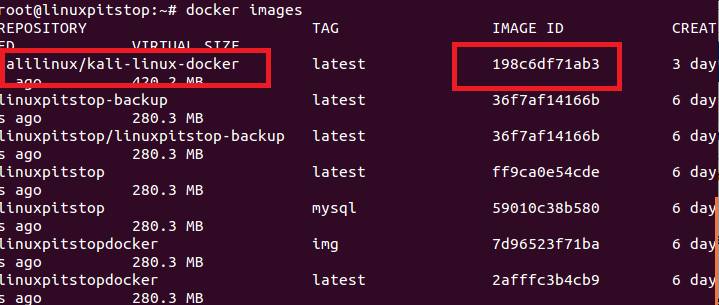 root@linuxpitstop:~# docker images
REPOSITORY TAG IMAGE ID CREAT
ED VIRTUAL SIZE
alilinux/kali-linux-docker latest 198c6df71ab3 3 day
s ago 420.2 MB
linuxpitstop-backup latest 36f7af14166b 6 day
s ago 280.3 MB
linuxpitstop/linuxpitstop-backup latest 36f7af14166b 6 day
s ago 280.3 MB
linuxpitstop latest ff9ca0e54cde 6 day
s ago 280.3 MB
linuxpitstop mysql 59010c38b580 6 day
s ago 280.3 MB
linuxpitstopdocker img 7d96523f71ba 6 day
s ago 280.3 MB
linuxpitstopdocker latest 2afffc3b4cb9 6 day
s ago 280.3 MB